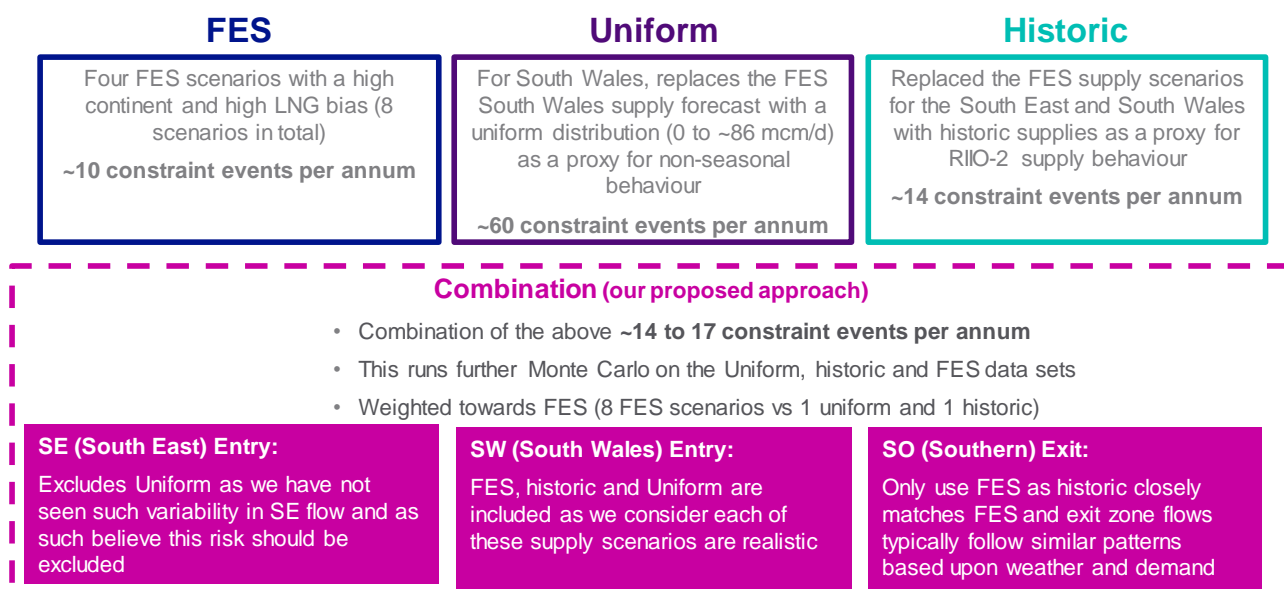 FES
Four FES scenarios with a high
continent and high LNG bias (8
scenarios in total)
~10 constraint events per annum
Uniform
For South Wales, replaces the FES
South Wales supply forecast with a
uniform distribution (0 to ~86 mcm/d)
as a proxy for non-seasonal
behaviour
~60 constraint events per annum
Historic
Replaced the FES supply scenarios
for the South East and South Wales
with historic supplies as a proxy for
RIIO-2 supply behaviour
~14 constraint events per annum
Combination (our proposed approach)
• Combination of the above ~14 to 17 constraint events per annum
• This runs further Monte Carlo on the Uniform, historic and FES data sets
• Weighted towards FES (8 FES scenarios vs 1 uniform and 1 historic)
SE (South East) Entry:
Excludes Uniform as we have not
seen such variability in SE flow and as
such believe this risk should be
excluded
SW (South Wales) Entry:
FES, historic and Uniform are
included as we consider each of
these supply scenarios are realistic
SO (Southern) Exit:
Only use FES as historic closely
matches FES and exit zone flows
typically follow similar patterns
based upon weather and demand